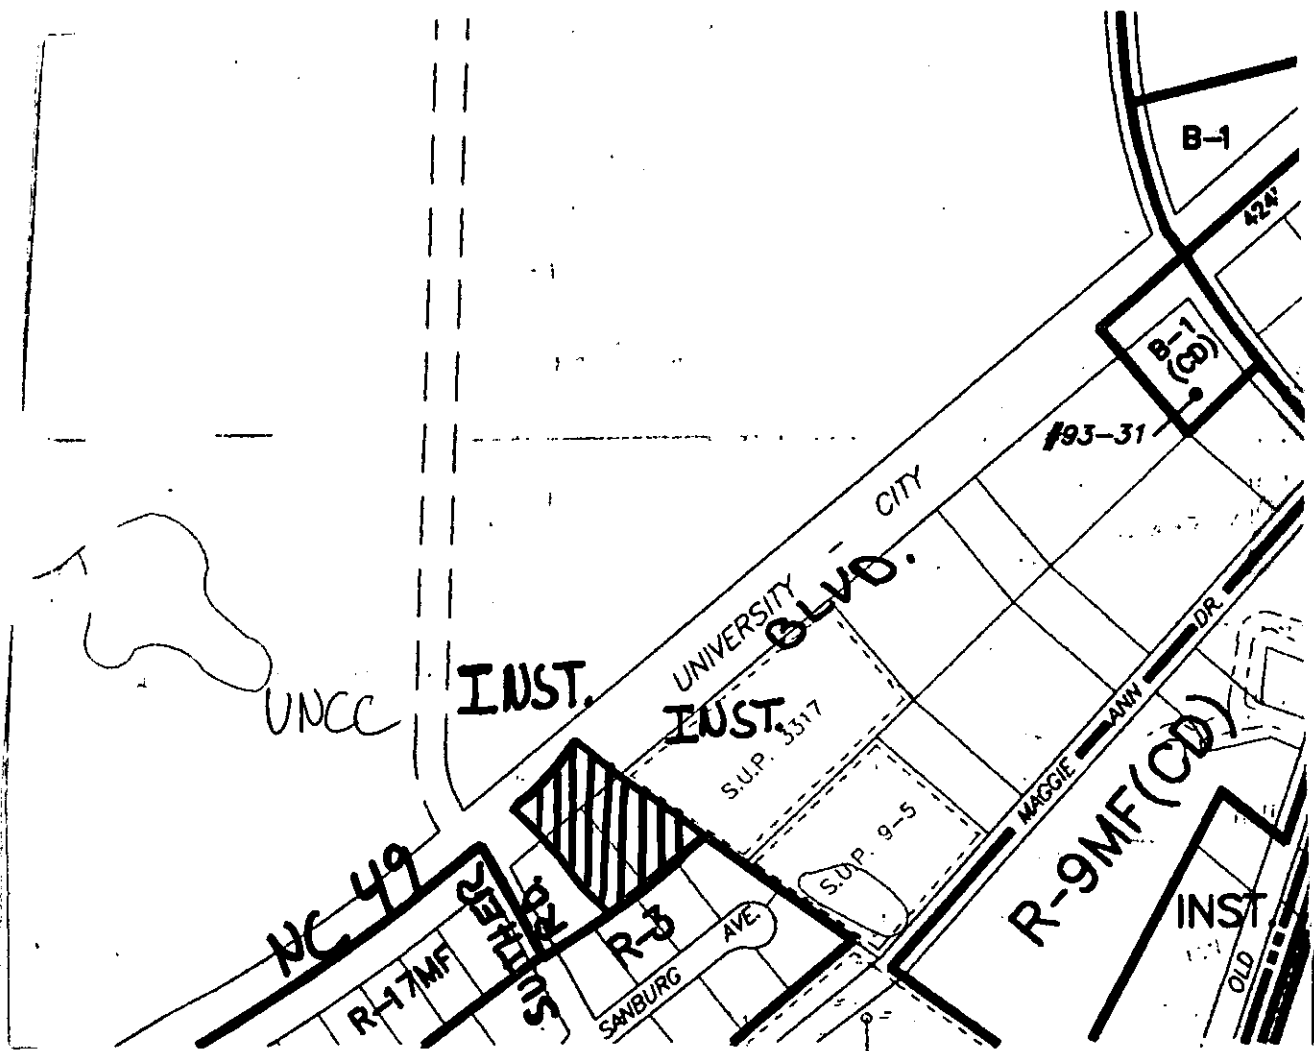 B-1
424'
B-1
(CD)
#93-31
UNIVERSITY CITY
BLVD.
UNCC
INST.
INST.
S.U.P. 3317
S.U.P. 9-5
MAGGIE ANN DR.
R-9MF(CD)
INST.
NC 49
SUTHER
RD.
R-17MF
R-3
SANBURG AVE.
OLD